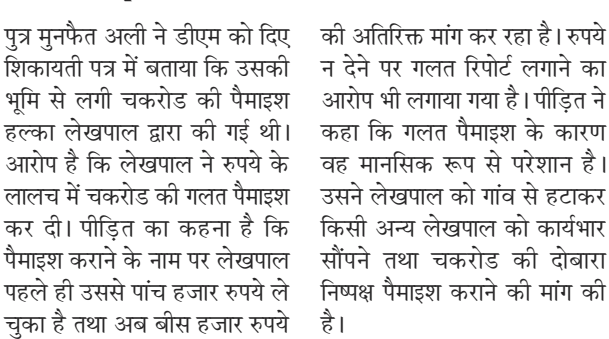 पुत्र मुनफैत अली ने डीएम को दिए
शिकायती पत्र में बताया कि उसकी
भूमि से लगी चकरोड की पैमाइश
हल्का लेखपाल द्वारा की गई थी।
आरोप है कि लेखपाल ने रुपये के
लालच में चकरोड की गलत पैमाइश
कर दी। पीड़ित का कहना है कि
पैमाइश कराने के नाम पर लेखपाल
पहले ही उससे पांच हजार रुपये ले
चुका है तथा अब बीस हजार रुपये
की अतिरिक्त मांग कर रहा है। रुपये
न देने पर गलत रिपोर्ट लगाने का
आरोप भी लगाया गया है। पीड़ित ने
कहा कि गलत पैमाइश के कारण
वह मानसिक रूप से परेशान है।
उसने लेखपाल को गांव से हटाकर
किसी अन्य लेखपाल को कार्यभार
सौंपने तथा चकरोड की दोबारा
निष्पक्ष पैमाइश कराने की मांग की
है।